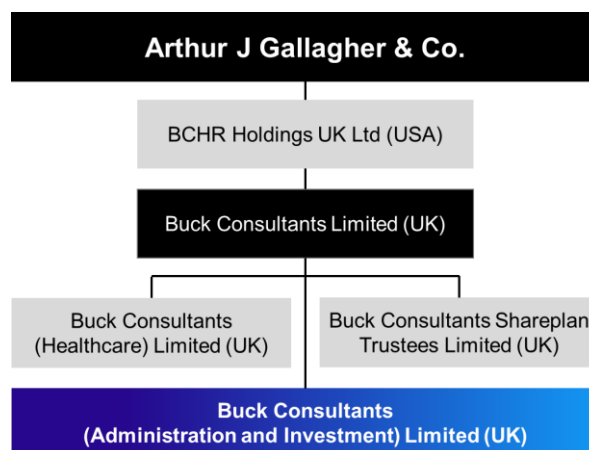 Arthur J Gallagher & Co.
BCHR Holdings UK Ltd (USA)
Buck Consultants Limited (UK)
Buck Consultants
(Healthcare) Limited (UK)
Buck Consultants Shareplan
Trustees Limited (UK)
Buck Consultants
(Administration and Investment) Limited (UK)